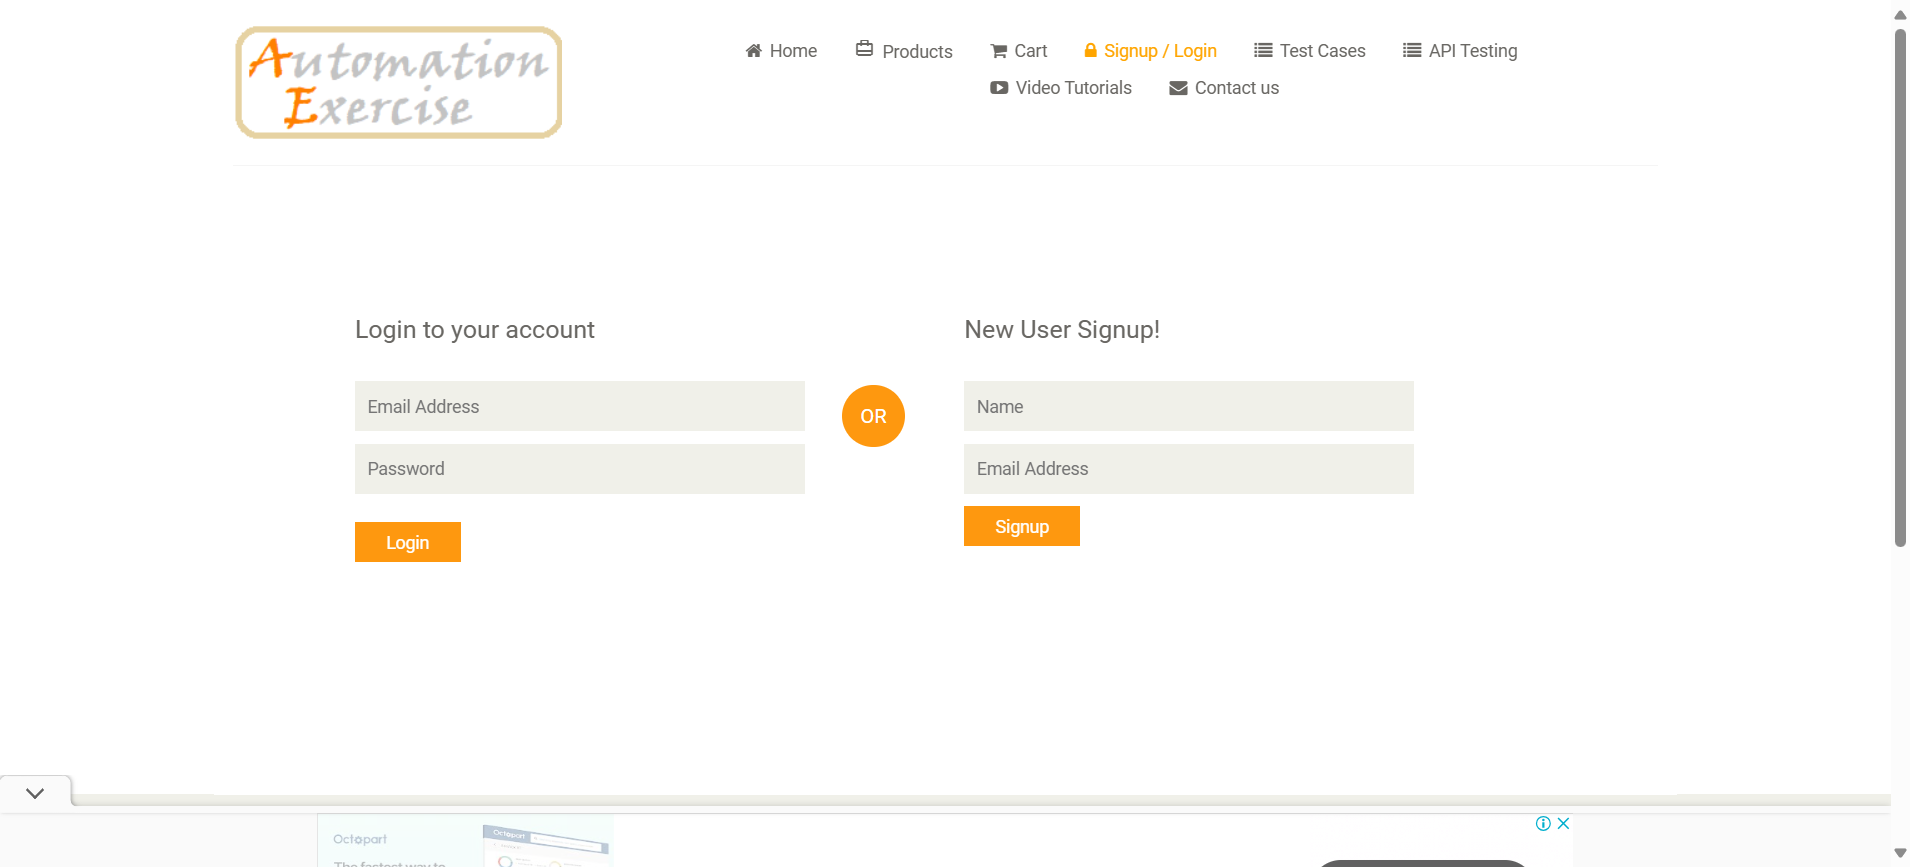 Automation
Exercise
Home
Products
Cart
Signup / Login
Test Cases
API Testing
Video Tutorials
Contact us
Login to your account
Email Address
Password
Login
OR
New User Signup!
Name
Email Address
Signup
Octopart
The fastest way to
Octopart